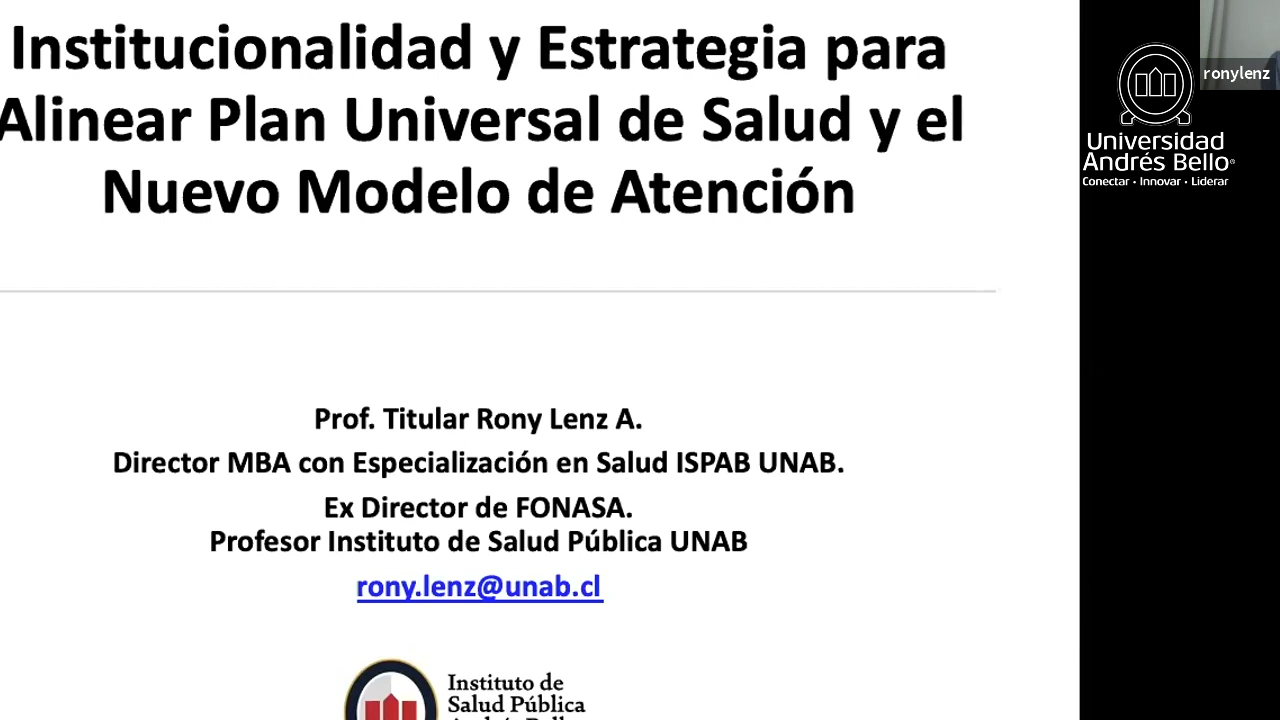 Institucionalidad y Estrategia para
Alinear Plan Universal de Salud y el
Nuevo Modelo de Atención
Prof. Titular Rony Lenz A.
Director MBA con Especialización en Salud ISPAB UNAB.
Ex Director de FONASA.
Profesor Instituto de Salud Pública UNAB
rony.lenz@unab.cl
Instituto de
Salud Pública
Andrés Bello
ronylenz
Universidad
Andrés Bello®
Conectar • Innovar • Liderar